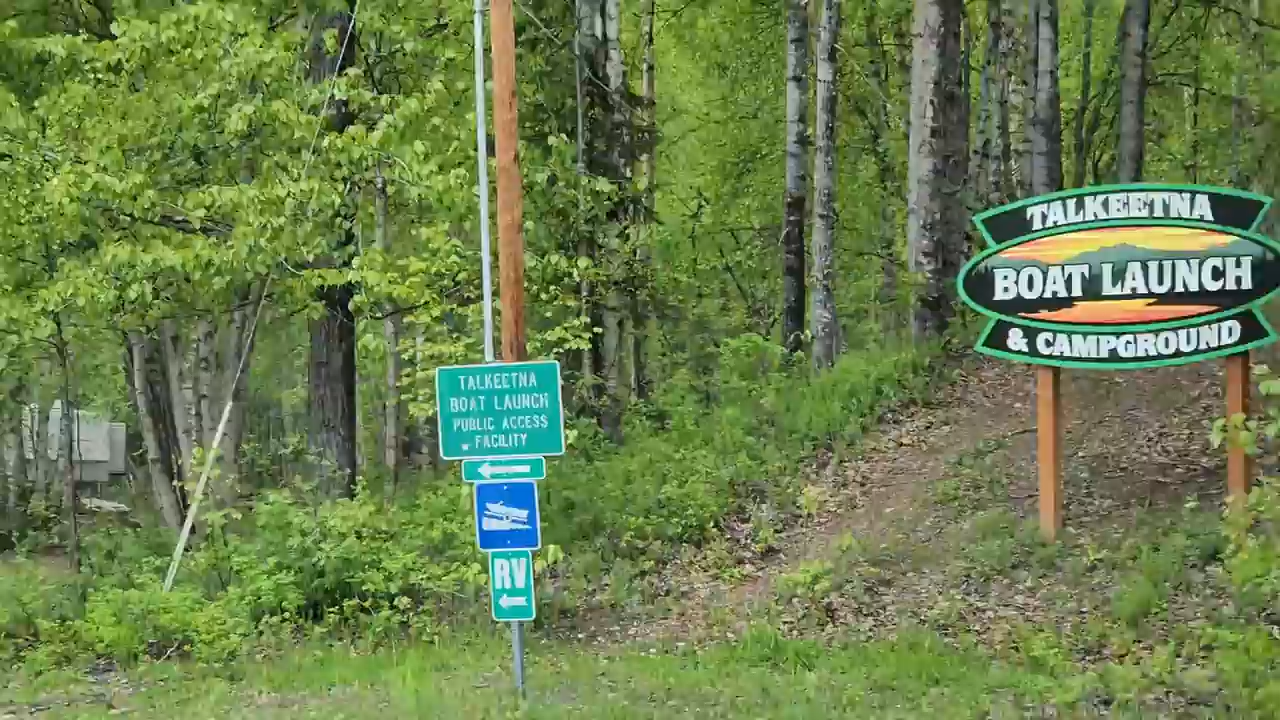 TALKEETNA
BOAT LAUNCH
PUBLIC ACCESS
FACILITY
RV
TALKEETNA
BOAT LAUNCH
& CAMPGROUND